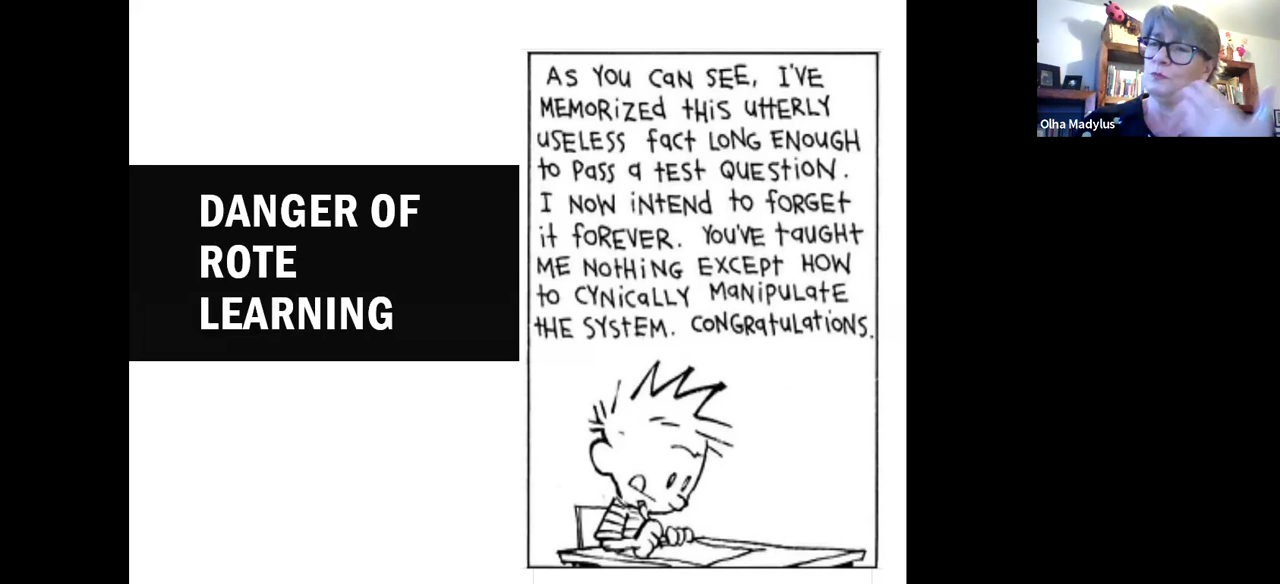 DANGER OF
ROTE
LEARNING
AS YOU CAN SEE, I'VE
MEMORIZED THIS UTTERLY
USELESS FACT LONG ENOUGH
TO PASS A TEST QUESTION.
I NOW INTEND TO FORGET
IT FOREVER. YOU'VE TAUGHT
ME NOTHING EXCEPT HOW
TO CYNICALLY MANIPULATE
THE SYSTEM. CONGRATULATIONS.
Olha Madylus